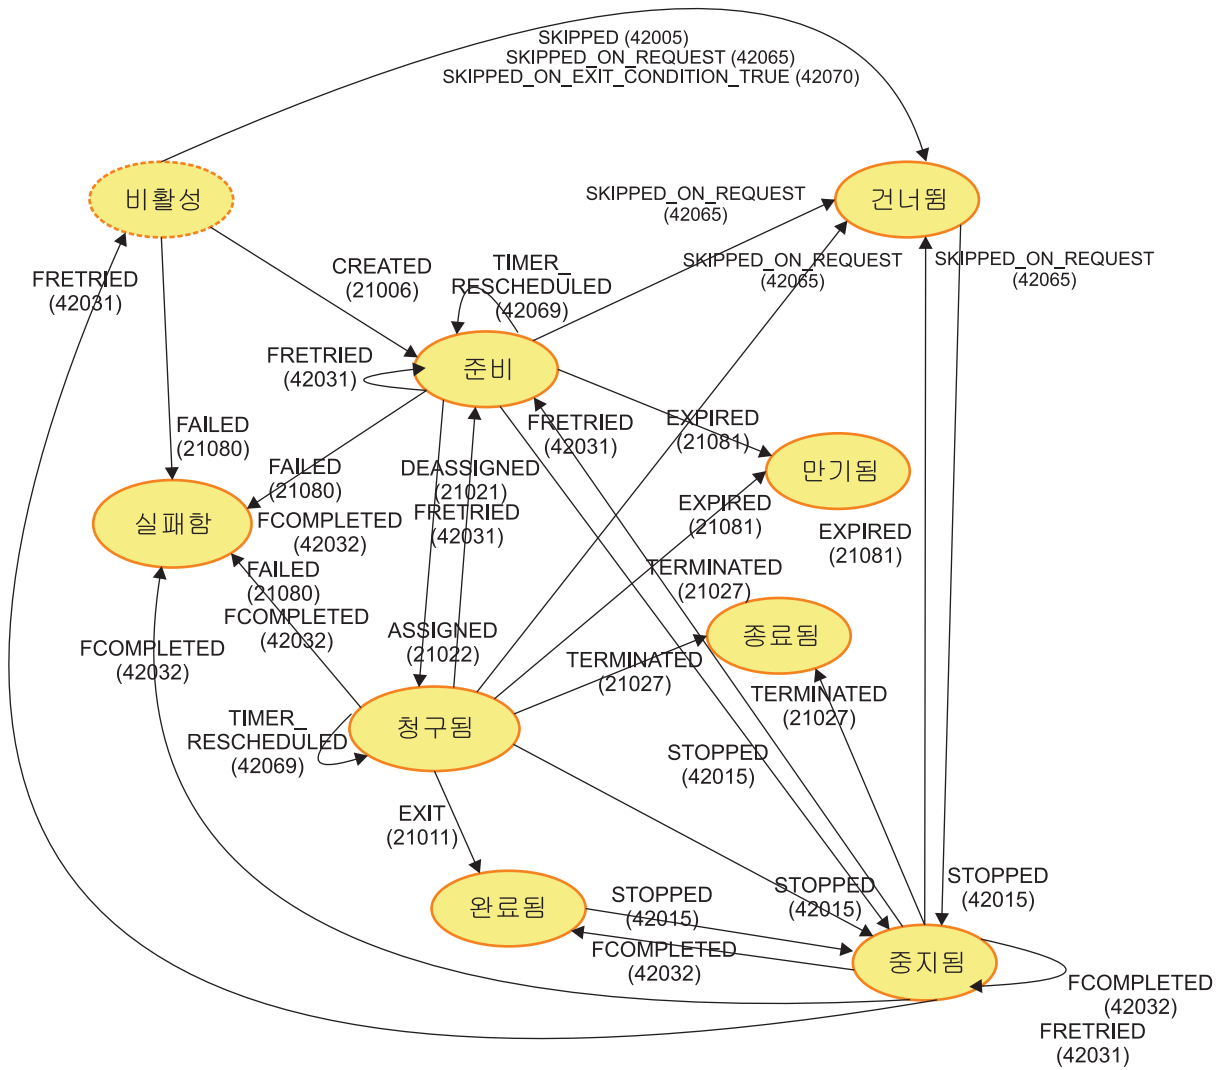 SKIPPED (42005)
SKIPPED_ON_REQUEST (42065)
SKIPPED_ON_EXIT_CONDITION_TRUE (42070)
비활성
건너뜀
SKIPPED_ON_REQUEST
(42065)
FRETRIED
(42031)
CREATED
(21006)
TIMER_
RESCHEDULED
(42069)
SKIPPED_ON_REQUEST
(42065)
SKIPPED_ON_REQUEST
(42065)
FRETRIED
(42031)
준비
FAILED
(21080)
FAILED
(21080)
DEASSIGNED
(21021)
FRETRIED
(42031)
FRETRIED
(42031)
EXPIRED
(21081)
만기됨
실패함
FCOMPLETED
(42032)
EXPIRED
(21081)
EXPIRED
(21081)
FAILED
(21080)
FCOMPLETED
(42032)
TERMINATED
(21027)
ASSIGNED
(21022)
종료됨
FCOMPLETED
(42032)
TERMINATED
(21027)
TERMINATED
(21027)
TIMER_
RESCHEDULED
(42069)
청구됨
STOPPED
(42015)
EXIT
(21011)
완료됨
STOPPED
(42015)
STOPPED
(42015)
STOPPED
(42015)
FCOMPLETED
(42032)
중지됨
FCOMPLETED
(42032)
FRETRIED
(42031)